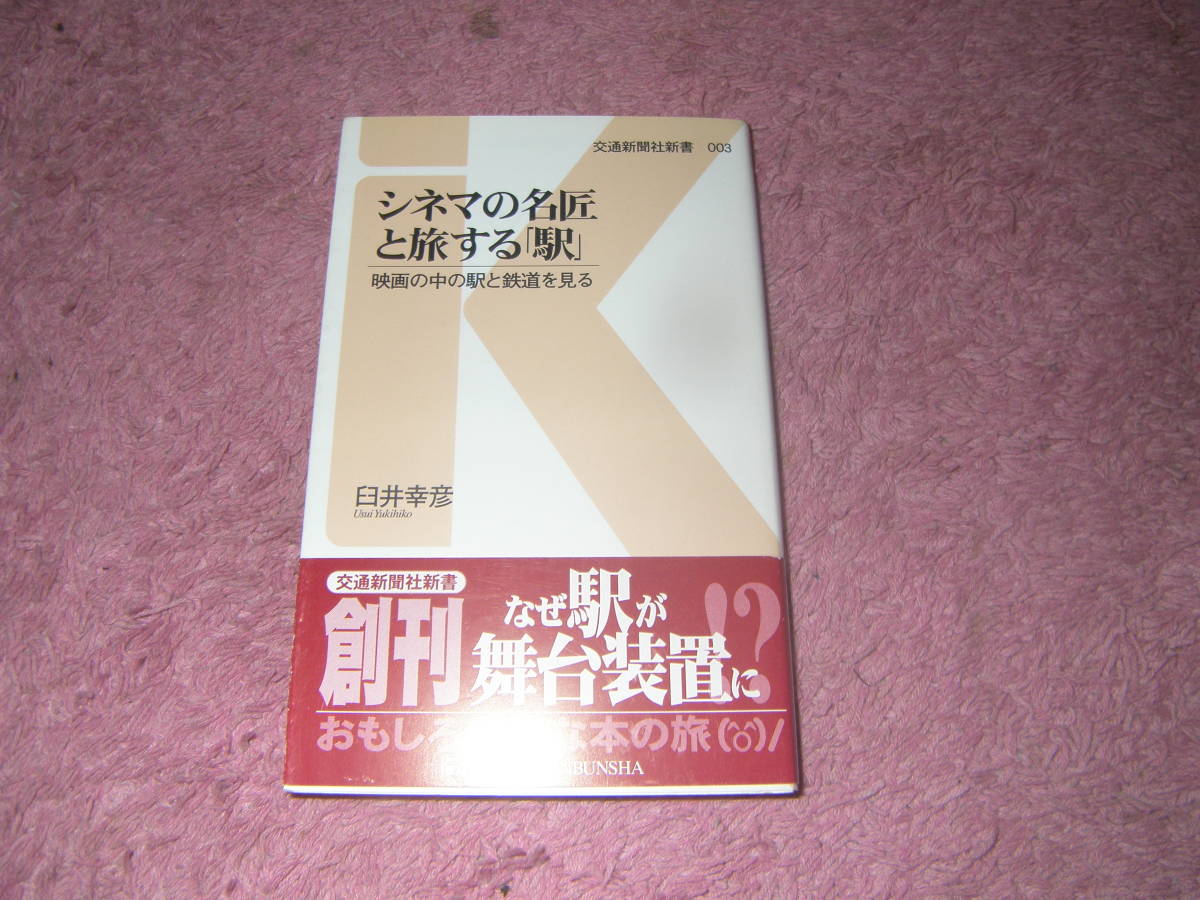 交通新聞社新書 003
シネマの名匠
と旅する「駅」
映画の中の駅と鉄道を見る
臼井幸彦
Usui Yukihiko
交通新聞社新書
創刊
なぜ駅が
舞台装置に
!?
おもしろ な本の旅
BUNSHA